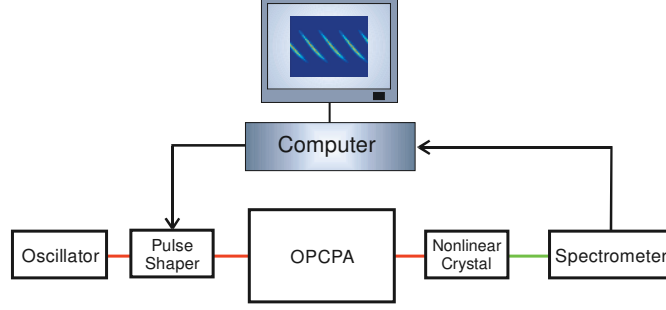 Computer
Oscillator
Pulse
Shaper
OPCPA
Nonlinear
Crystal
Spectrometer